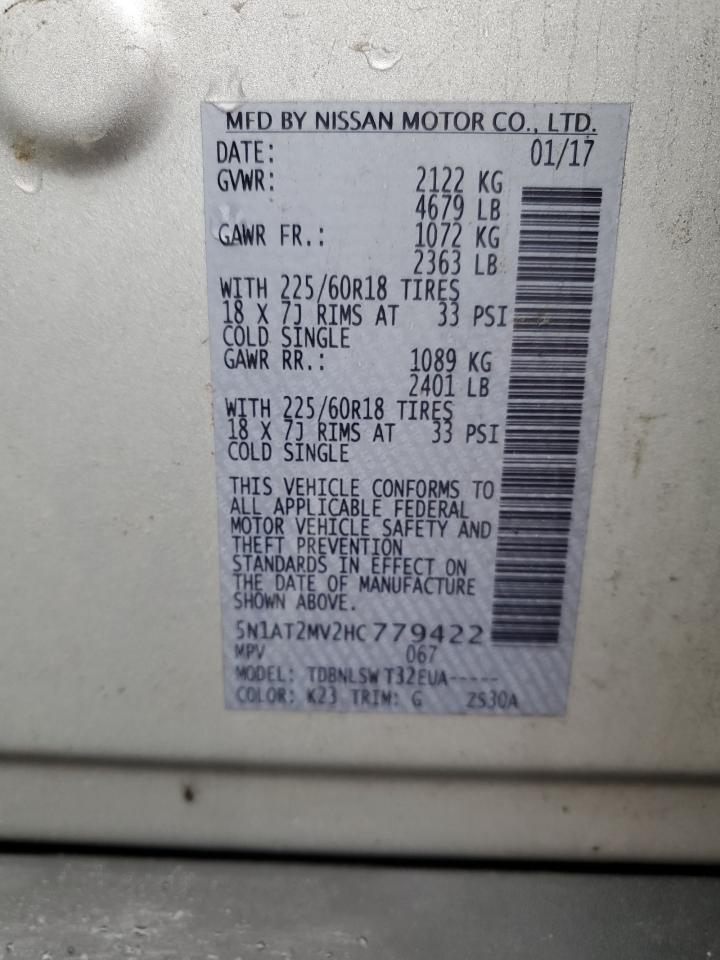 MFD BY NISSAN MOTOR CO., LTD.
DATE: 01/17
GVWR: 2122 KG
4679 LB
GAWR FR.: 1072 KG
2363 LB
WITH 225/60R18 TIRES
18 X 7J RIMS AT 33 PSI
COLD SINGLE
GAWR RR.: 1089 KG
2401 LB
WITH 225/60R18 TIRES
18 X 7J RIMS AT 33 PSI
COLD SINGLE
THIS VEHICLE CONFORMS TO
ALL APPLICABLE FEDERAL
MOTOR VEHICLE SAFETY AND
THEFT PREVENTION
STANDARDS IN EFFECT ON
THE DATE OF MANUFACTURE
SHOWN ABOVE.
5N1AT2MV2HC779422
MPV 067
MODEL: TDBNLSW T32EUA-----
COLOR: K23 TRIM: G ZS30A